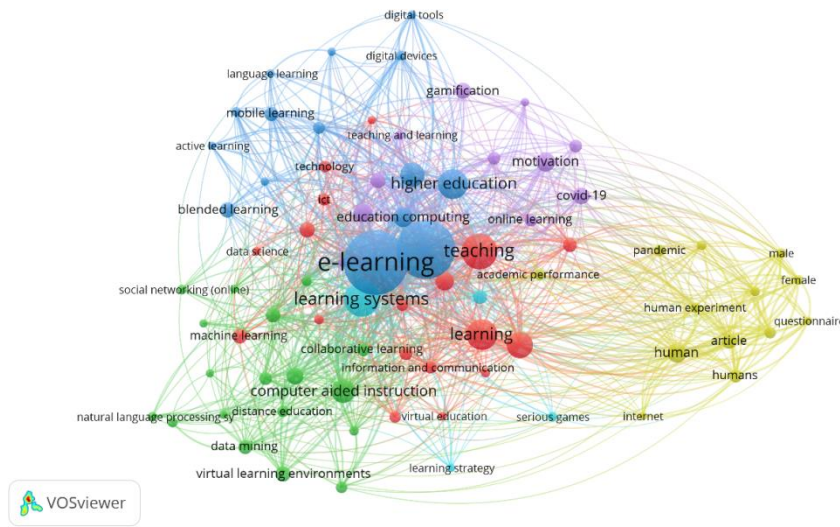 digital tools
digital devices
language learning
gamification
mobile learning
teaching and learning
active learning
technology
motivation
higher education
ict
covid-19
blended learning
education computing
online learning
data science
e-learning
teaching
pandemic
male
academic performance
female
social networking (online)
learning systems
human experiment
questionnaire
machine learning
learning
article
collaborative learning
human
information and communication
humans
computer aided instruction
natural language processing sy
distance education
virtual education
serious games
internet
data mining
learning strategy
virtual learning environments
VOSviewer